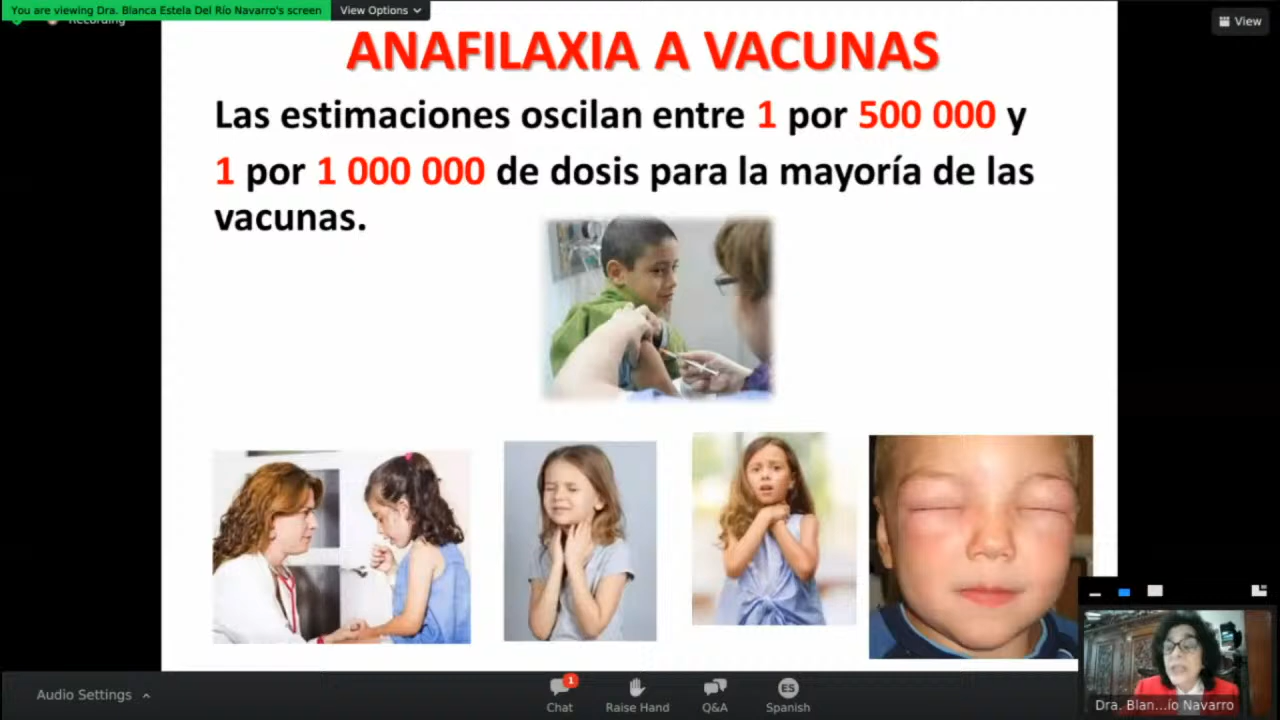 You are viewing Dra. Blanca Estela Del Río Navarro's screen
View Options
Recording
View
ANAFILAXIA A VACUNAS
Las estimaciones oscilan entre 1 por 500 000 y
1 por 1 000 000 de dosis para la mayoría de las
vacunas.
Dra. Blan...ío Navarro
Audio Settings
1
ES
Chat
Raise Hand
Q&A
Spanish